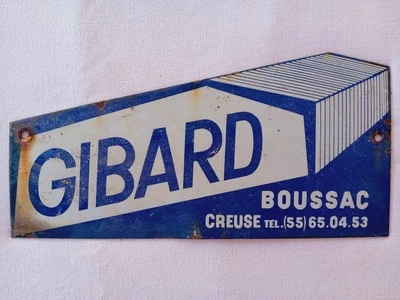 GIBARD
BOUSSAC
CREUSE TEL.(55) 65.04.53